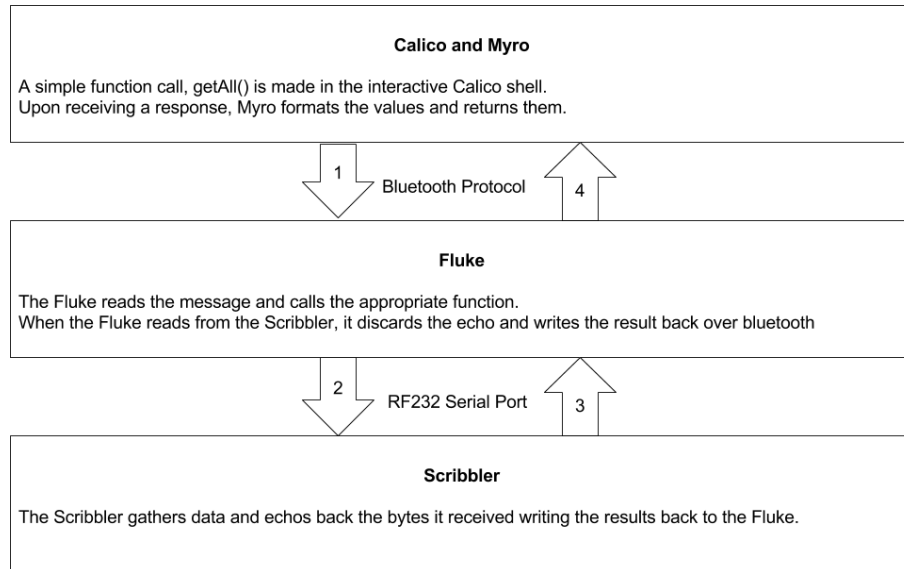 Calico and Myro
A simple function call, getAll() is made in the interactive Calico shell.
Upon receiving a response, Myro formats the values and returns them.
1
Bluetooth Protocol
4
Fluke
The Fluke reads the message and calls the appropriate function.
When the Fluke reads from the Scribbler, it discards the echo and writes the result back over bluetooth
2
RF232 Serial Port
3
Scribbler
The Scribbler gathers data and echos back the bytes it received writing the results back to the Fluke.